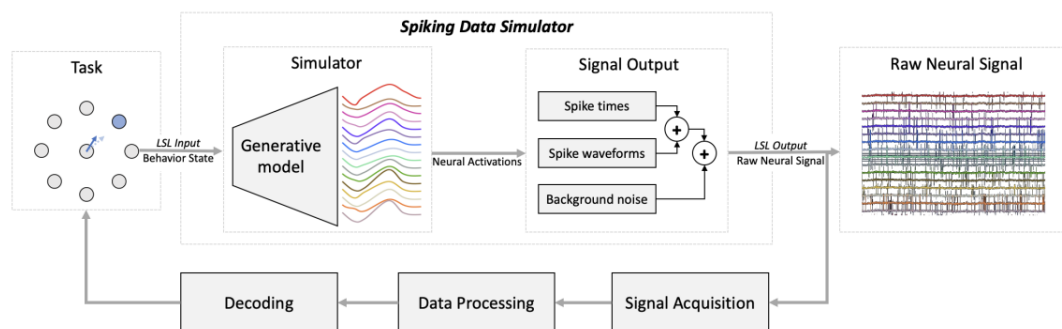 Spiking Data Simulator
Task
Simulator
Signal Output
Raw Neural Signal
LSL Input
Behavior State
Generative
model
Neural Activations
Spike times
Spike waveforms
Background noise
+
+
LSL Output
Raw Neural Signal
Decoding
Data Processing
Signal Acquisition